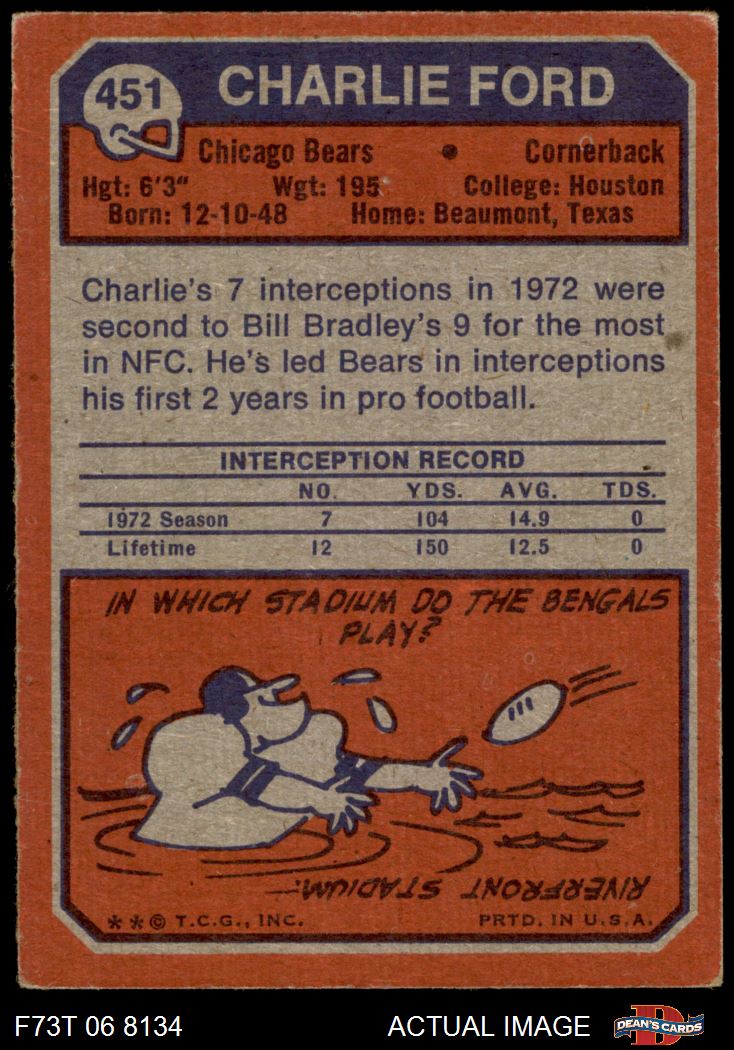 451
CHARLIE FORD
Chicago Bears • Cornerback
Hgt: 6'3" Wgt: 195 College: Houston
Born: 12-10-48 Home: Beaumont, Texas
Charlie's 7 interceptions in 1972 were
second to Bill Bradley's 9 for the most
in NFC. He's led Bears in interceptions
his first 2 years in pro football.
INTERCEPTION RECORD
NO. YDS. AVG. TDS.
1972 Season 7 104 14.9 0
Lifetime 12 150 12.5 0
IN WHICH STADIUM DO THE BENGALS
PLAY?
RIVERFRONT
STADIUM.
** © T.C.G., INC. PRTD. IN U.S.A.
F73T 06 8134 ACTUAL IMAGE
D
DEAN'S CARDS